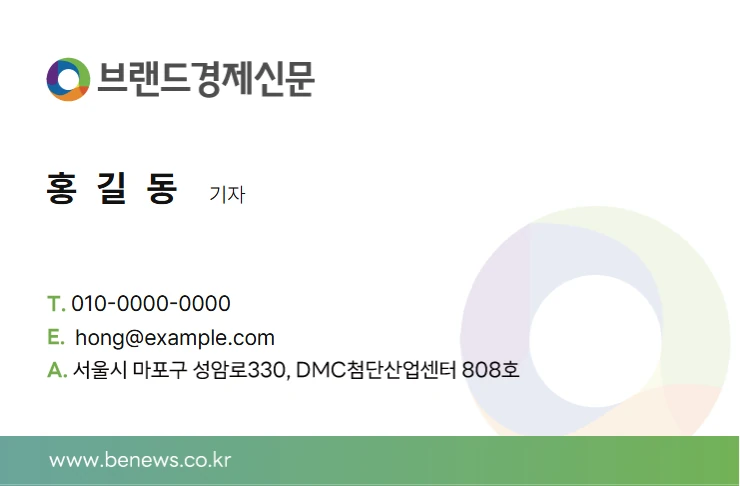 브랜드경제신문
홍 길 동 기자
T. 010-0000-0000
E. hong@example.com
A. 서울시 마포구 성암로330, DMC첨단산업센터 808호
www.benews.co.kr